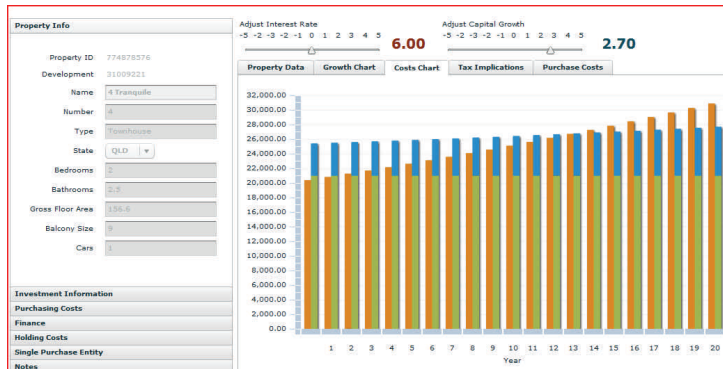 Property Info
Property ID 774878576
Development 31009221
Name 4 Tranquile
Number 4
Type Townhouse
State QLD
Bedrooms 2
Bathrooms 2.5
Gross Floor Area 156.6
Balcony Size 9
Cars 1
Investment Information
Purchasing Costs
Finance
Holding Costs
Single Purchase Entity
Notes
Adjust Interest Rate
-5 -4 -3 -2 -1 0 1 2 3 4 5
6.00
Adjust Capital Growth
-5 -4 -3 -2 -1 0 1 2 3 4 5
2.70
Property Data Growth Chart Costs Chart Tax Implications Purchase Costs
32,000.00
30,000.00
28,000.00
26,000.00
24,000.00
22,000.00
20,000.00
18,000.00
16,000.00
14,000.00
12,000.00
10,000.00
8,000.00
6,000.00
4,000.00
2,000.00
0.00
1 2 3 4 5 6 7 8 9 10 11 12 13 14 15 16 17 18 19 20
Year